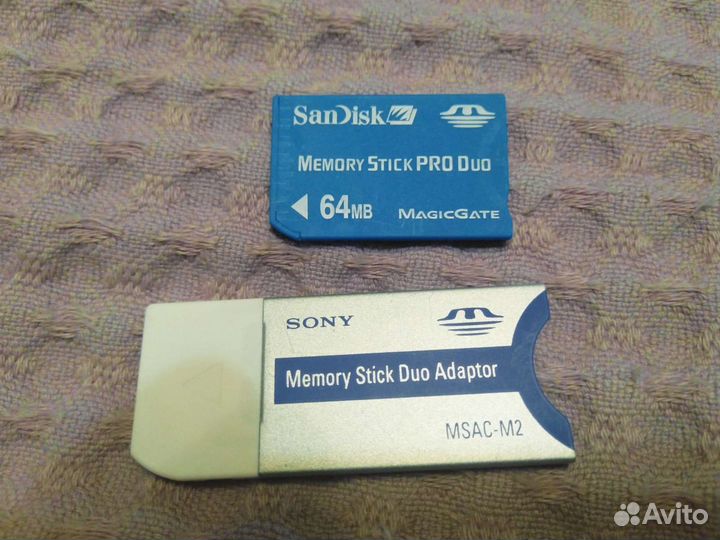 SanDisk
MEMORY STICK PRO DUO
64MB MAGICGATE
SONY
Memory Stick Duo Adaptor
MSAC-M2
Avito